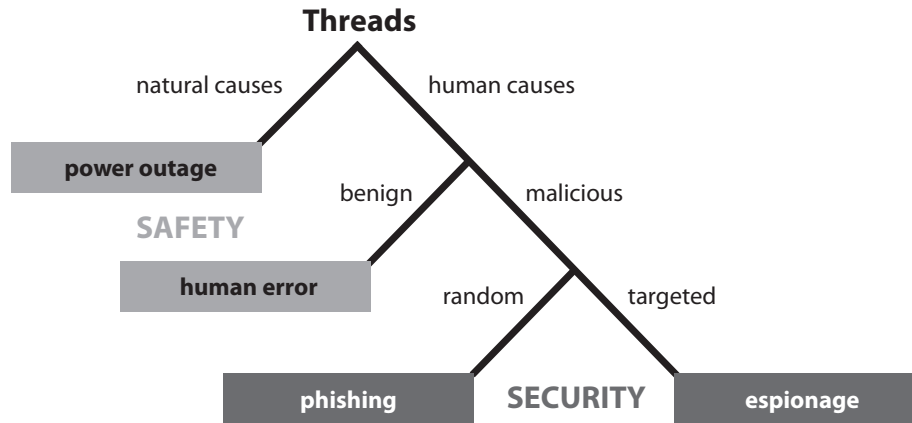 Threads
natural causes
human causes
power outage
benign
malicious
SAFETY
human error
random
targeted
phishing
SECURITY
espionage